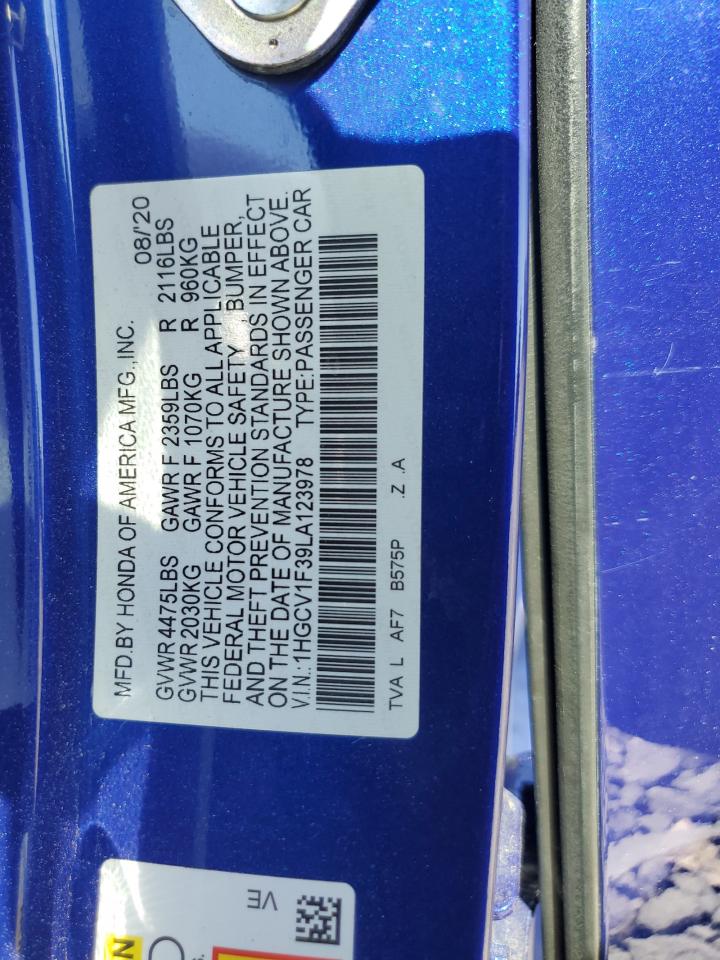 MFD.BY HONDA OF AMERICA MFG.,INC. 08/'20
GVWR 4475LBS GAWR F 2359LBS R 2116LBS
GVWR 2030KG GAWR F 1070KG R 960KG
THIS VEHICLE CONFORMS TO ALL APPLICABLE
FEDERAL MOTOR VEHICLE SAFETY , BUMPER,
AND THEFT PREVENTION STANDARDS IN EFFECT
ON THE DATE OF MANUFACTURE SHOWN ABOVE.
V.I.N.:1HGCV1F39LA123978 TYPE:PASSENGER CAR
TVA L AF7 B575P .Z .A
VE